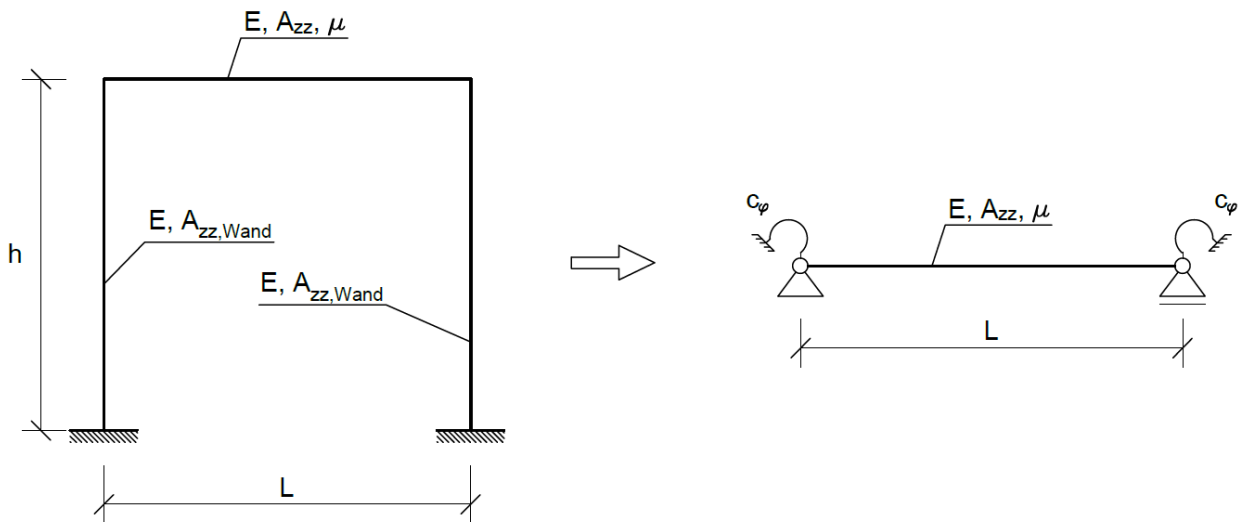 E, Azz, μ
E, Azz,Wand
h
E, Azz,Wand
L
cφ
E, Azz, μ
cφ
L